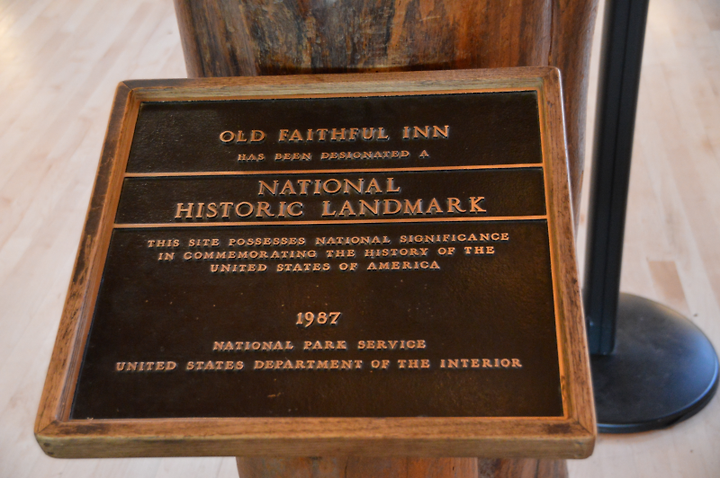 OLD FAITHFUL INN
HAS BEEN DESIGNATED A
NATIONAL
HISTORIC LANDMARK
THIS SITE POSSESSES NATIONAL SIGNIFICANCE
IN COMMEMORATING THE HISTORY OF THE
UNITED STATES OF AMERICA
1987
NATIONAL PARK SERVICE
UNITED STATES DEPARTMENT OF THE INTERIOR